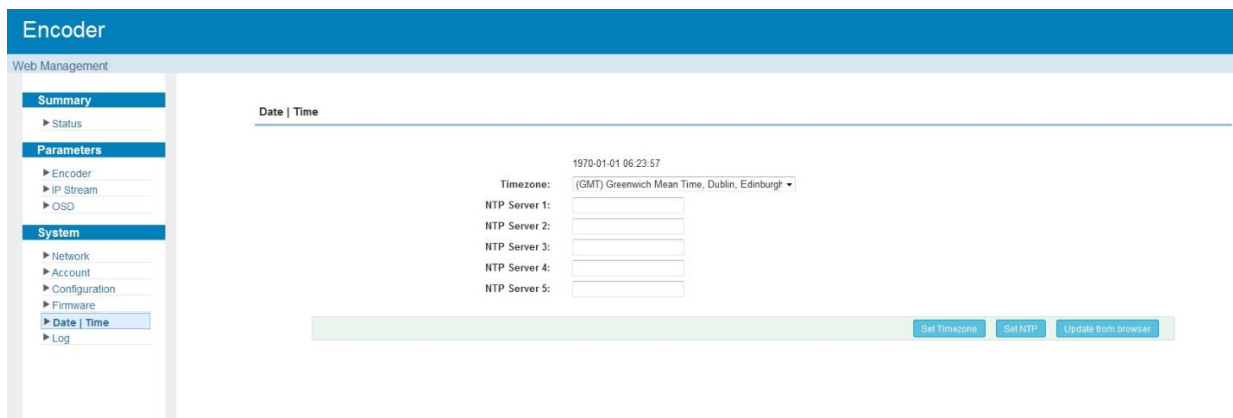 Encoder
Web Management
Summary
Status
Parameters
Encoder
IP Stream
OSD
System
Network
Account
Configuration
Firmware
Date | Time
Log
Date | Time
1970-01-01 06:23:57
Timezone: (GMT) Greenwich Mean Time, Dublin, Edinburgh
NTP Server 1:
NTP Server 2:
NTP Server 3:
NTP Server 4:
NTP Server 5:
Set Timezone Set NTP Update from browser